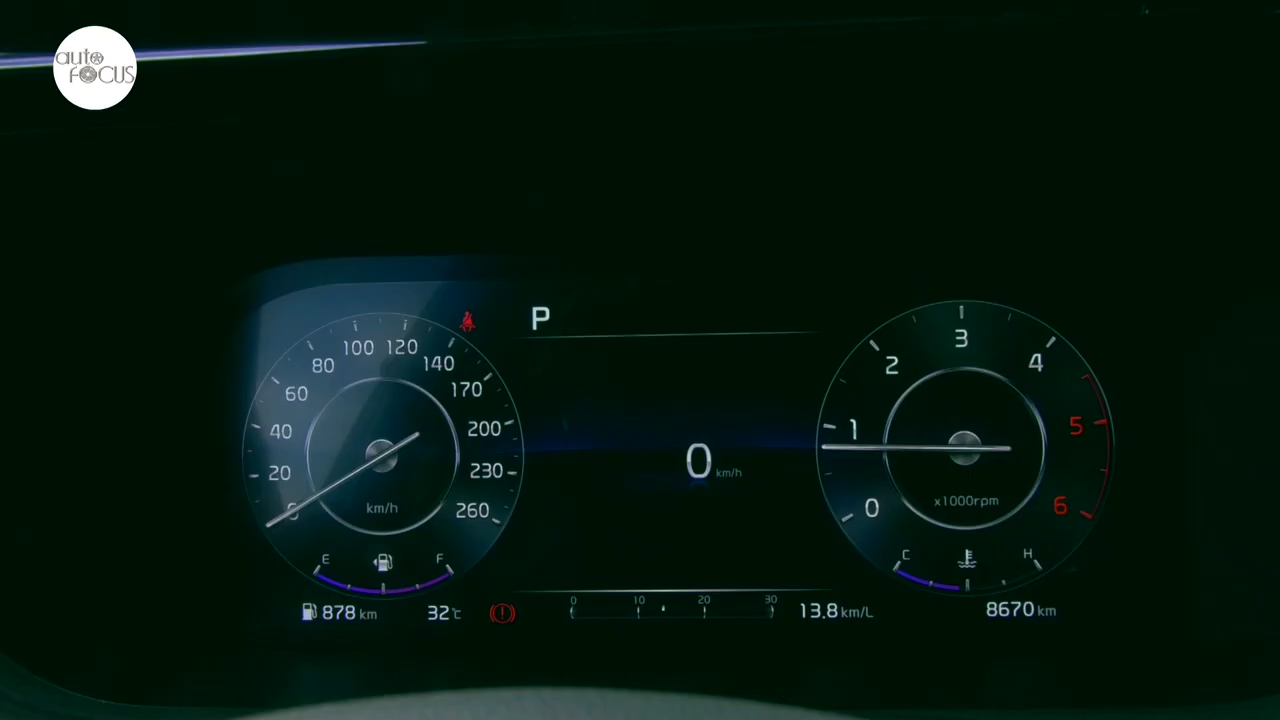 auto
FOCUS
P
100 120
80 140
60 170
40 200
20 230
0 260
km/h
E F
878 km
32°C
0 km/h
0 10 20 30
13.8 km/L
3
2 4
1 5
0 6
x1000rpm
C H
8670 km